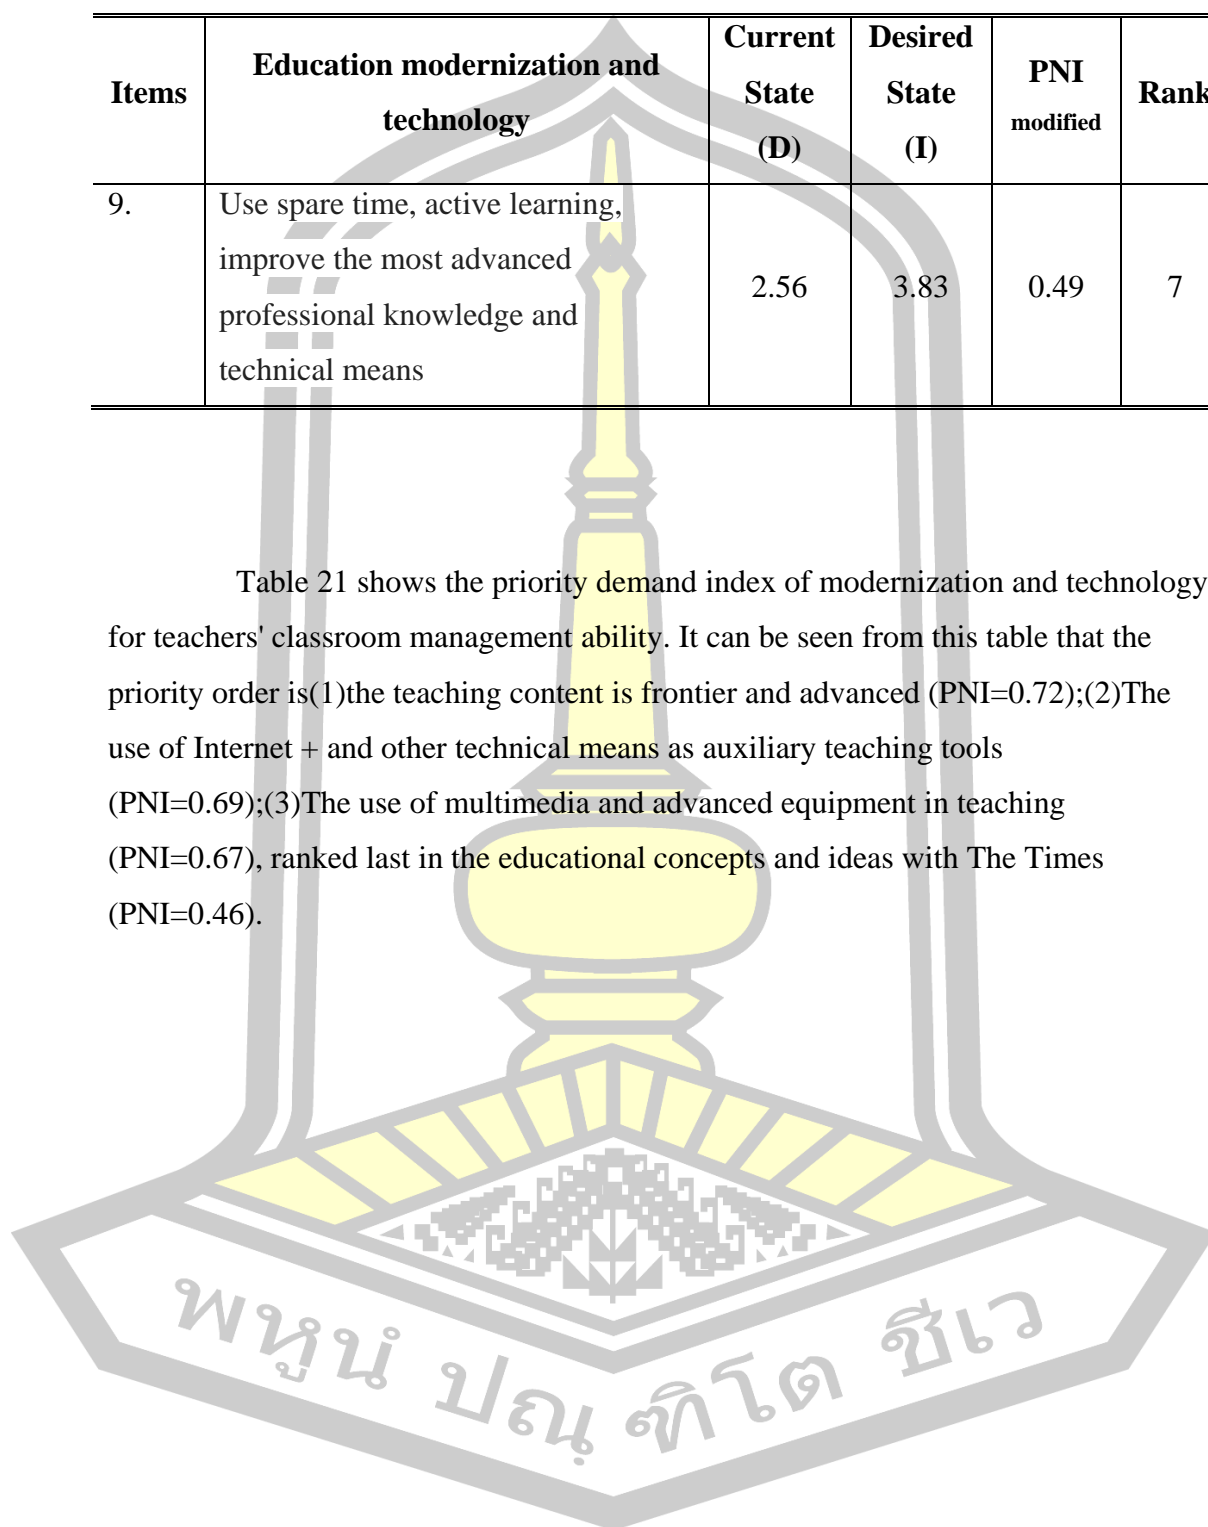 Items Education modernization and technology Current State (D) Desired State (I) PNI modified Rank
9. Use spare time, active learning, 2.56 3.83 0.49 7
improve the most advanced
professional knowledge and
technical means
Table 21 shows the priority demand index of modernization and technology
for teachers' classroom management ability. It can be seen from this table that the
priority order is(1)the teaching content is frontier and advanced (PNI=0.72);(2)The
use of Internet + and other technical means as auxiliary teaching tools
(PNI=0.69);(3)The use of multimedia and advanced equipment in teaching
(PNI=0.67), ranked last in the educational concepts and ideas with The Times
(PNI=0.46).
พหูนํ ปณฺฑิโต ชีเว